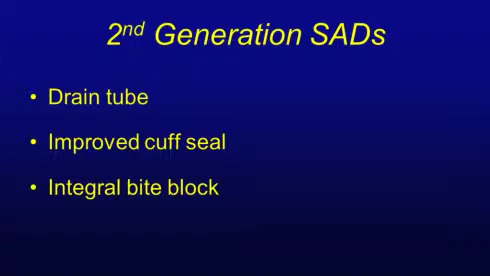 2nd Generation SADs
• Drain tube
• Improved cuff seal
• Integral bite block